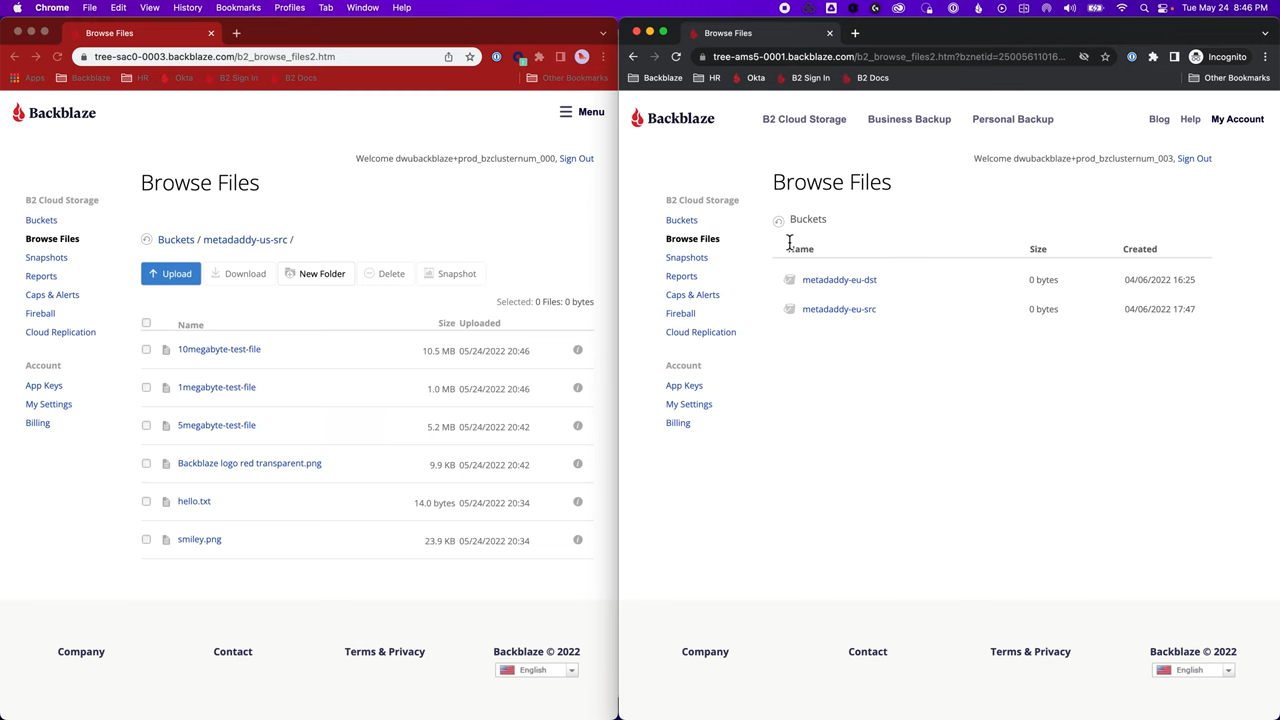 Chrome File Edit View History Bookmarks Profiles Tab Window Help
Tue May 24 8:46 PM
Browse Files
tree-sac0-0003.backblaze.com/b2_browse_files2.htm
Apps Backblaze HR Okta B2 Sign In B2 Docs Other Bookmarks
Backblaze
Menu
Welcome dwubackblaze+prod_bzclusternum_000, Sign Out
Browse Files
B2 Cloud Storage
Buckets
Browse Files
Snapshots
Reports
Caps & Alerts
Fireball
Cloud Replication
Account
App Keys
My Settings
Billing
Buckets / metadaddy-us-src /
Upload Download New Folder Delete Snapshot
Selected: 0 Files: 0 bytes
Name Size Uploaded
10megabyte-test-file 10.5 MB 05/24/2022 20:46
1megabyte-test-file 1.0 MB 05/24/2022 20:46
5megabyte-test-file 5.2 MB 05/24/2022 20:42
Backblaze logo red transparent.png 9.9 KB 05/24/2022 20:42
hello.txt 14.0 bytes 05/24/2022 20:34
smiley.png 23.9 KB 05/24/2022 20:34
Company Contact Terms & Privacy Backblaze © 2022
English
Browse Files
tree-ams5-0001.backblaze.com/b2_browse_files2.htm?bznetid=25005611016... Incognito
Backblaze HR Okta B2 Sign In B2 Docs Other Bookmarks
Backblaze
B2 Cloud Storage Business Backup Personal Backup Blog Help My Account
Welcome dwubackblaze+prod_bzclusternum_003, Sign Out
Browse Files
B2 Cloud Storage
Buckets
Browse Files
Snapshots
Reports
Caps & Alerts
Fireball
Cloud Replication
Account
App Keys
My Settings
Billing
Buckets
Name Size Created
metadaddy-eu-dst 0 bytes 04/06/2022 16:25
metadaddy-eu-src 0 bytes 04/06/2022 17:47
Company Contact Terms & Privacy Backblaze © 2022
English